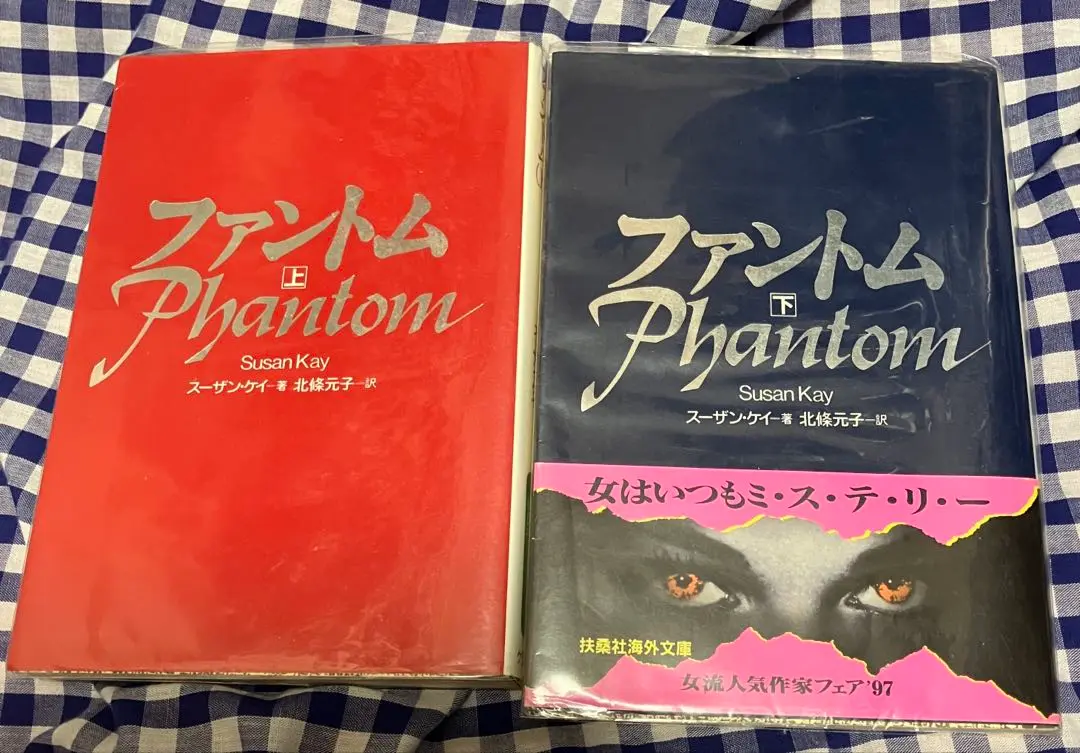 ファントム
上
Phantom
Susan Kay
スーザン・ケイ―著 北條元子―訳
ファントム
下
Phantom
Susan Kay
スーザン・ケイ―著 北條元子―訳
女はいつもミ・ス・テ・リ・ー
扶桑社海外文庫
女流人気作家フェア'97